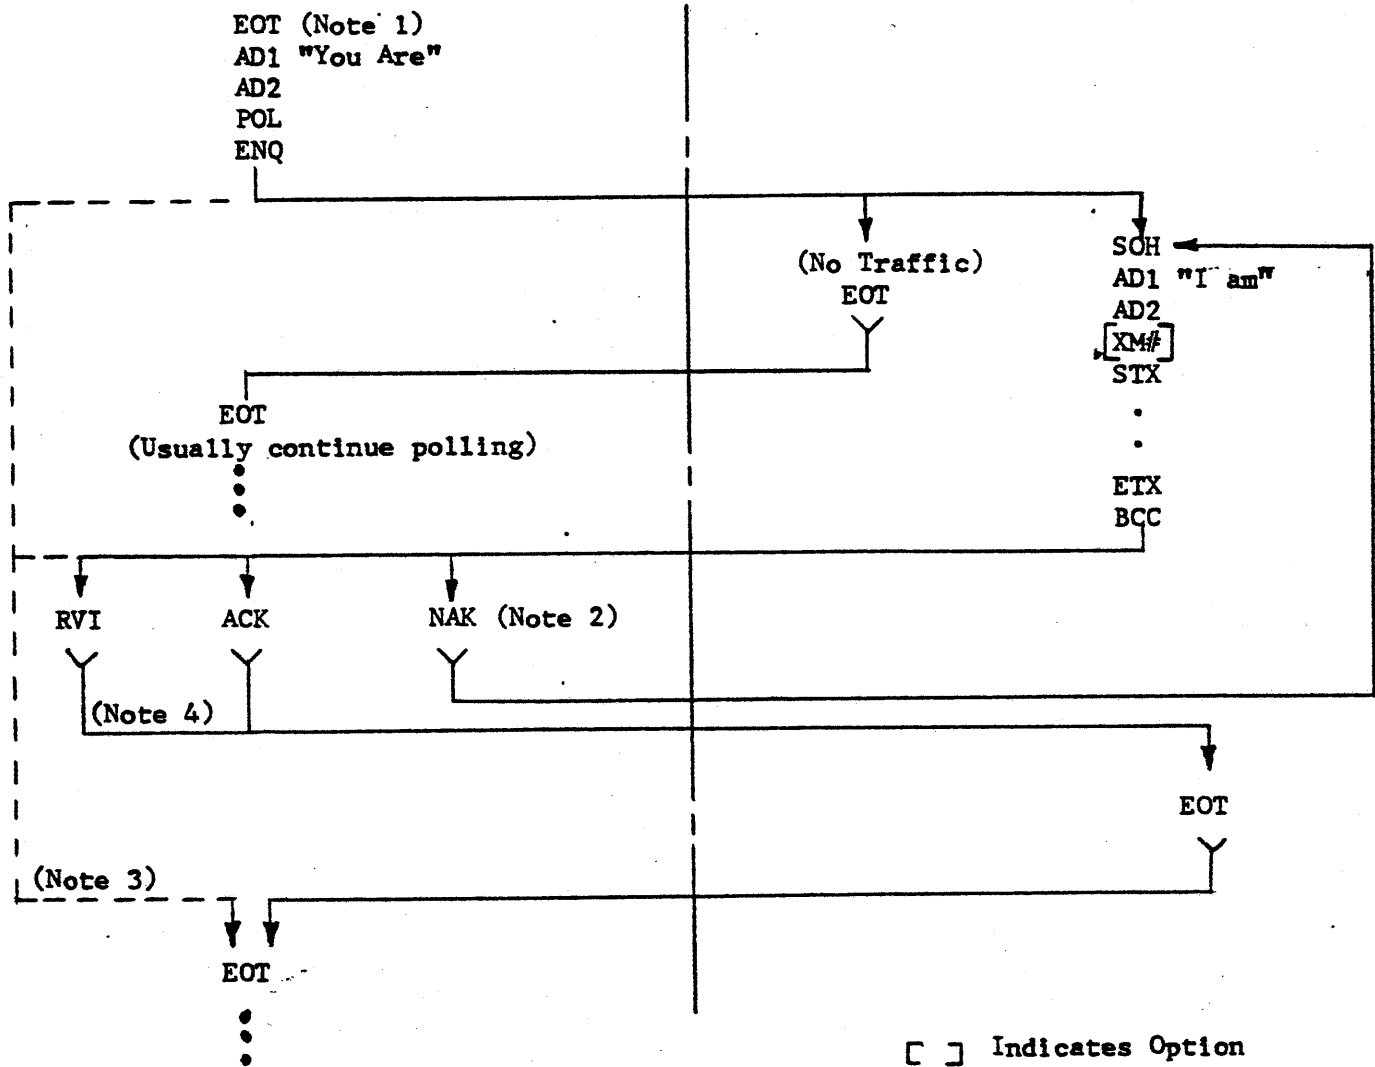 EOT (Note 1)
AD1 "You Are"
AD2
POL
ENQ
(No Traffic)
EOT
SOH
AD1 "I am"
AD2
[XM#]
STX
ETX
BCC
EOT
(Usually continue polling)
RVI
ACK
NAK (Note 2)
(Note 4)
EOT
(Note 3)
EOT
[ ] Indicates Option